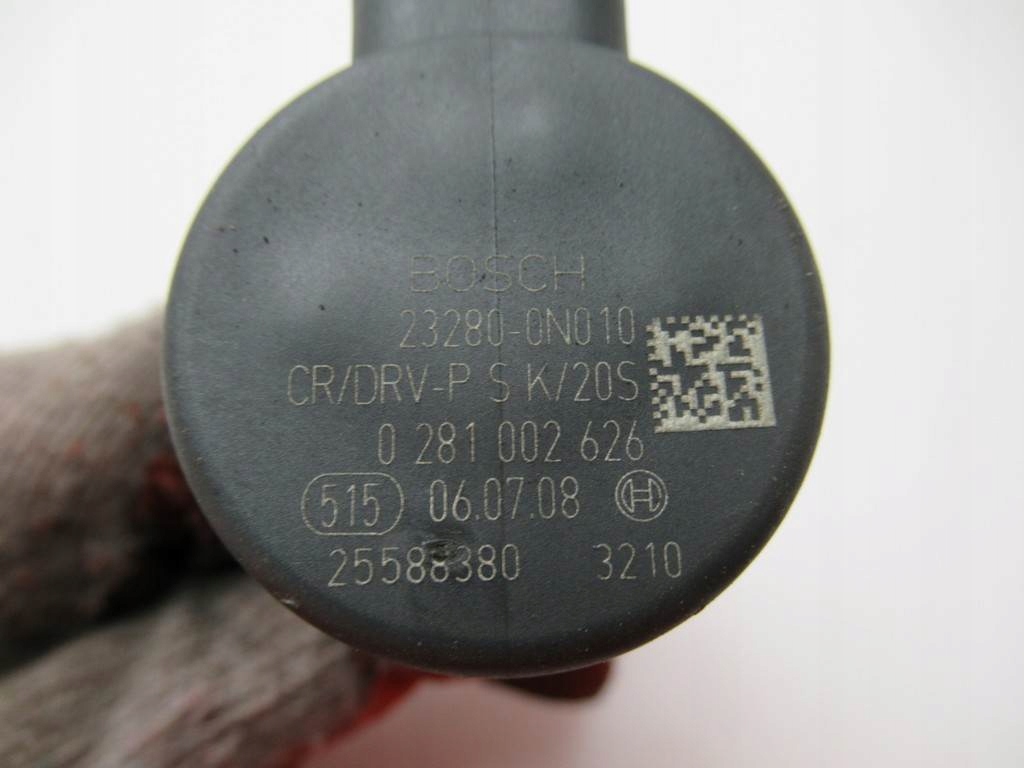 BOSCH
23280-0N010
CR/DRV-P S K/20S
0 281 002 626
515 06.07.08
25588380 3210